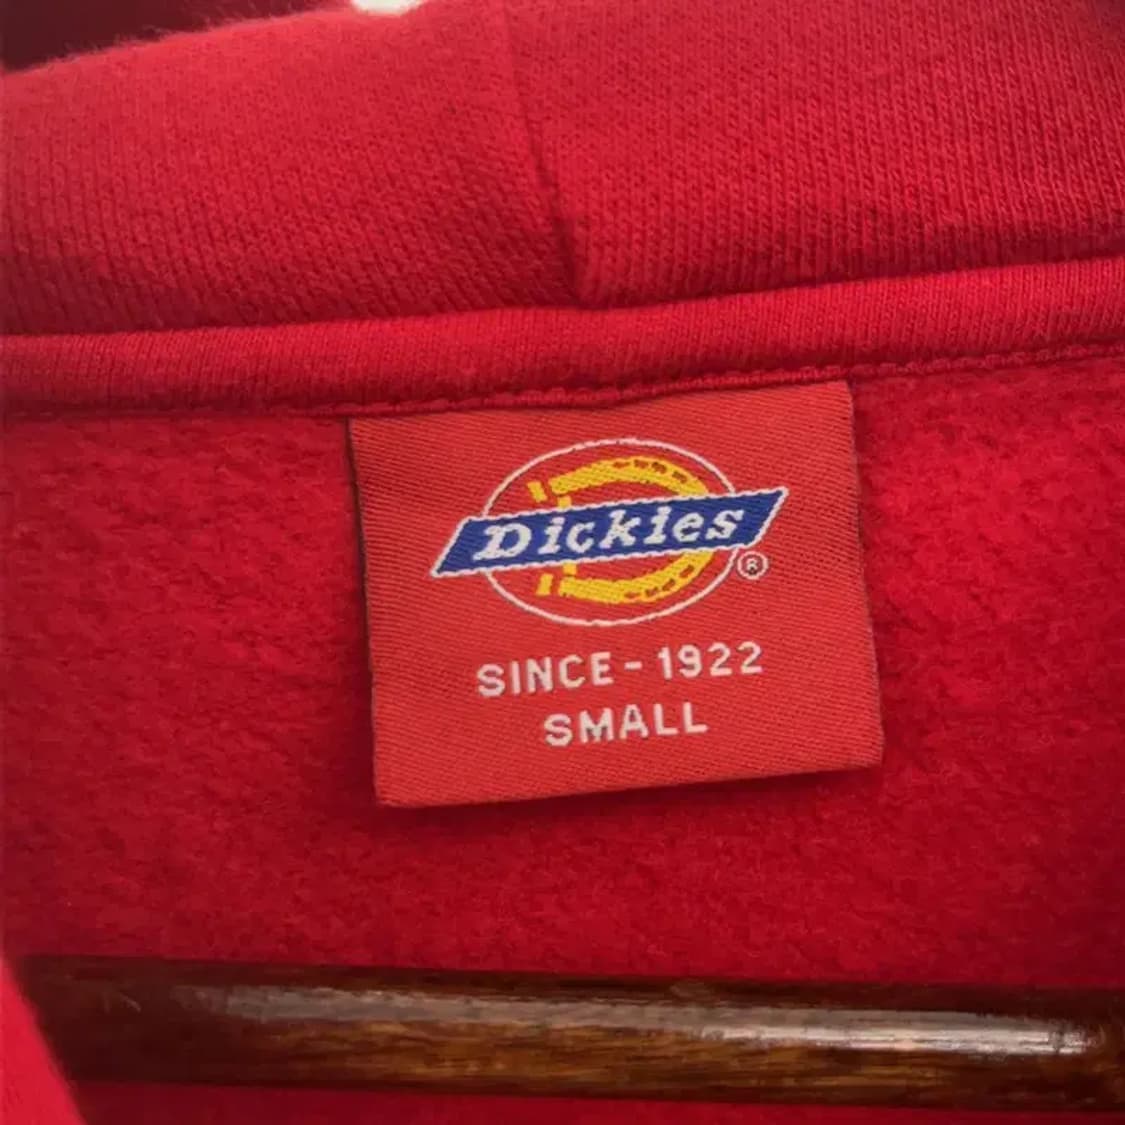 Dickies
®
SINCE - 1922
SMALL